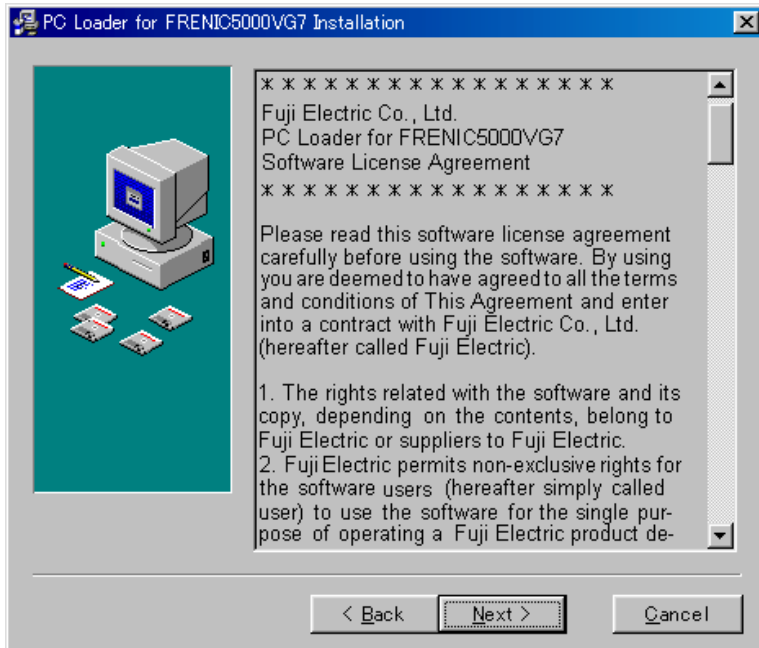 PC Loader for FRENIC5000VG7 Installation
* * * * * * * * * * * * * * * * *
Fuji Electric Co., Ltd.
PC Loader for FRENIC5000VG7
Software License Agreement
* * * * * * * * * * * * * * * * *
Please read this software license agreement
carefully before using the software. By using
you are deemed to have agreed to all the terms
and conditions of This Agreement and enter
into a contract with Fuji Electric Co., Ltd.
(hereafter called Fuji Electric).
1. The rights related with the software and its
copy, depending on the contents, belong to
Fuji Electric or suppliers to Fuji Electric.
2. Fuji Electric permits non-exclusive rights for
the software users (hereafter simply called
user) to use the software for the single pur-
pose of operating a Fuji Electric product de-
< Back Next > Cancel